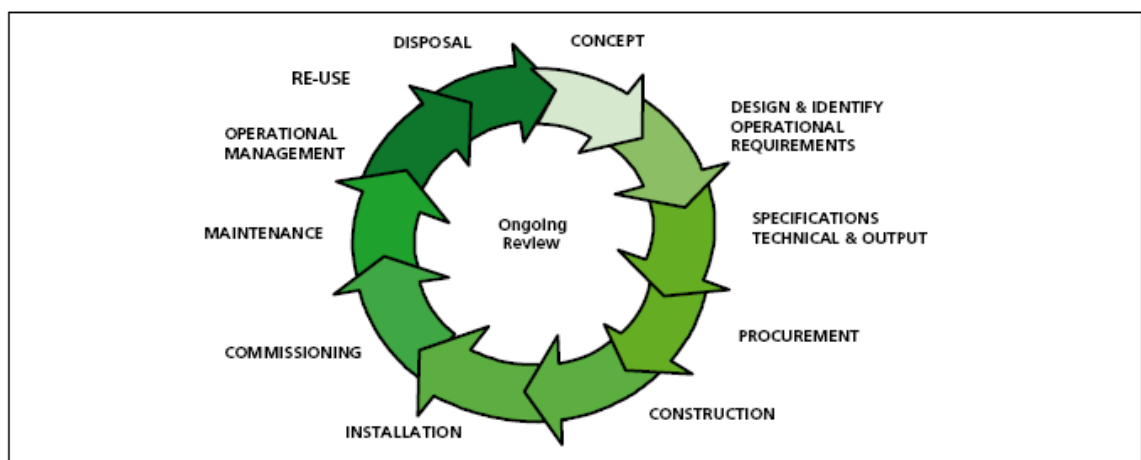 CONCEPT
DESIGN & IDENTIFY
OPERATIONAL
REQUIREMENTS
SPECIFICATIONS
TECHNICAL & OUTPUT
PROCUREMENT
CONSTRUCTION
INSTALLATION
COMMISSIONING
MAINTENANCE
OPERATIONAL
MANAGEMENT
RE-USE
DISPOSAL
Ongoing
Review